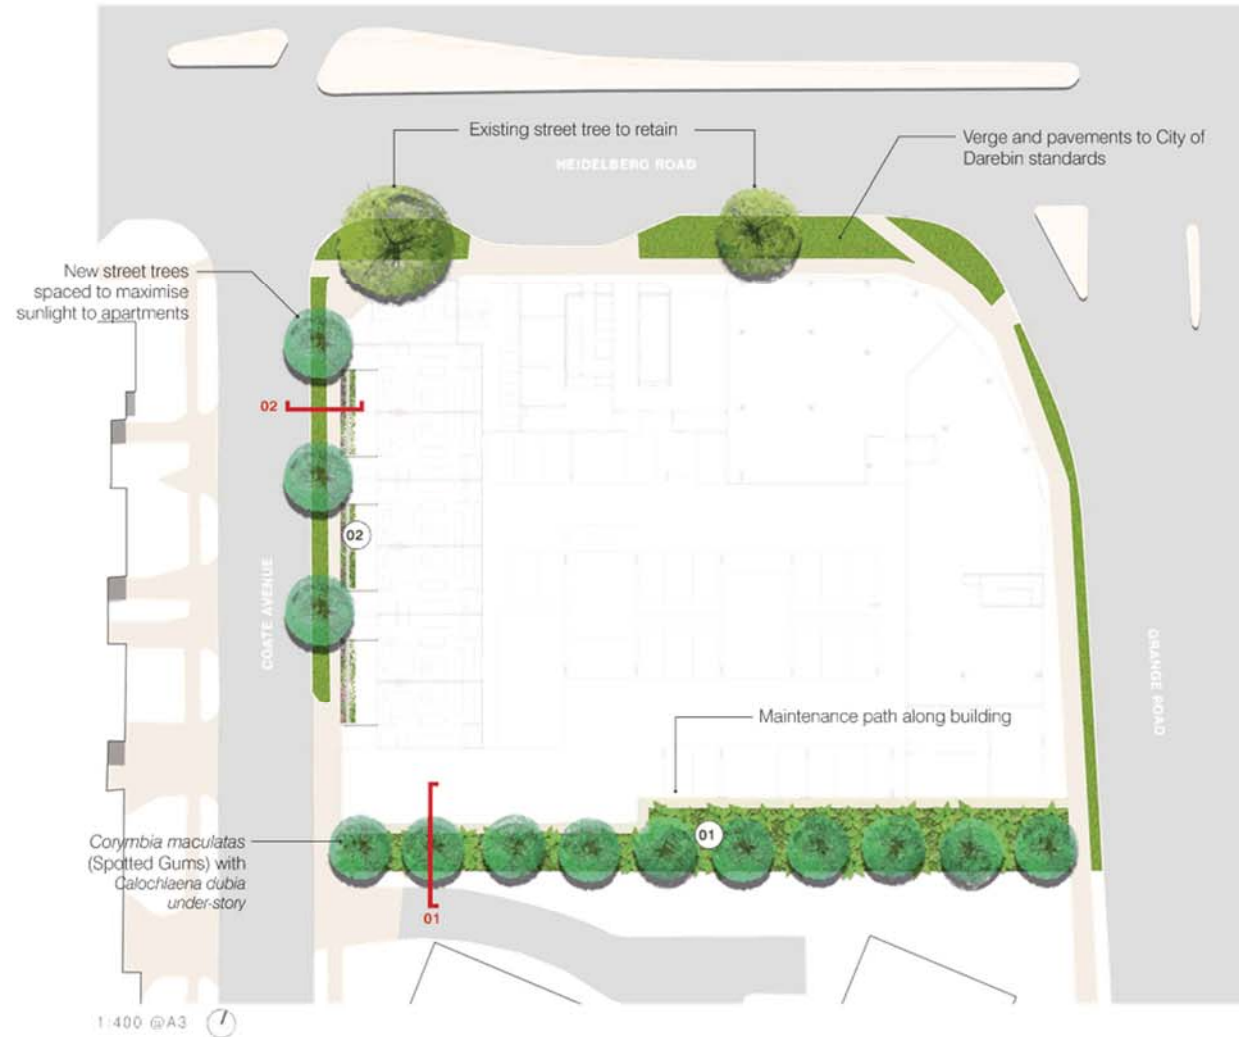 Existing street tree to retain
HEIDELBERG ROAD
Verge and pavements to City of
Darebin standards
New street trees
spaced to maximise
sunlight to apartments
02
02
COATE AVENUE
GRANGE ROAD
Maintenance path along building
01
Corymbia maculatas
(Spotted Gums) with
Calochlaena dubia
under-story
01
1:400 @A3